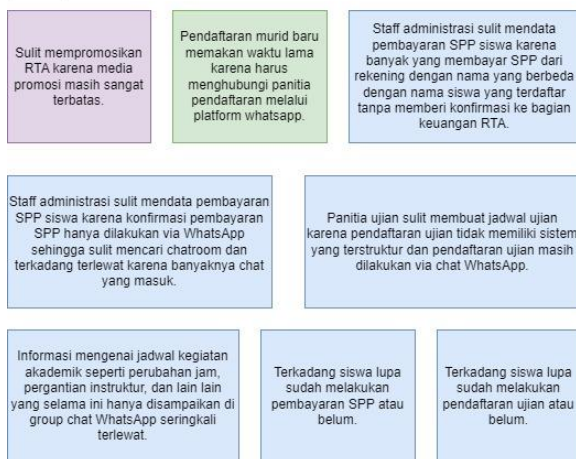 Sulit mempromosikan
RTA karena media
promosi masih sangat
terbatas.
Pendaftaran murid baru
memakan waktu lama
karena harus
menghubungi panitia
pendaftaran melalui
platform whatsapp.
Staff administrasi sulit mendata
pembayaran SPP siswa karena
banyak yang membayar SPP dari
rekening dengan nama yang berbeda
dengan nama siswa yang terdaftar
tanpa memberi konfirmasi ke bagian
keuangan RTA.
Staff administrasi sulit mendata pembayaran
SPP siswa karena konfirmasi pembayaran
SPP hanya dilakukan via WhatsApp
sehingga sulit mencari chatroom dan
terkadang terlewat karena banyaknya chat
yang masuk.
Panitia ujian sulit membuat jadwal ujian
karena pendaftaran ujian tidak memiliki sistem
yang terstruktur dan pendaftaran ujian masih
dilakukan via chat WhatsApp.
Informasi mengenai jadwal kegiatan
akademik seperti perubahan jam,
pergantian instruktur, dan lain lain
yang selama ini hanya disampaikan di
group chat WhatsApp seringkali
terlewat.
Terkadang siswa lupa
sudah melakukan
pembayaran SPP atau
belum.
Terkadang siswa lupa
sudah melakukan
pendaftaran ujian atau
belum.